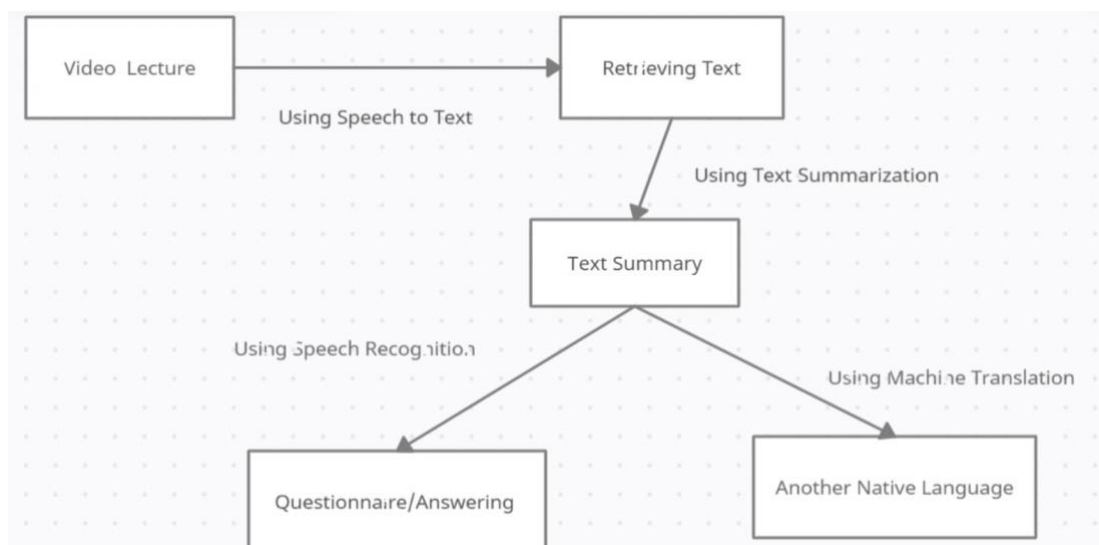 Video Lecture
Retrieving Text
Using Speech to Text
Using Text Summarization
Text Summary
Using Speech Recognition
Using Machine Translation
Another Native Language
Questionnaire/Answering